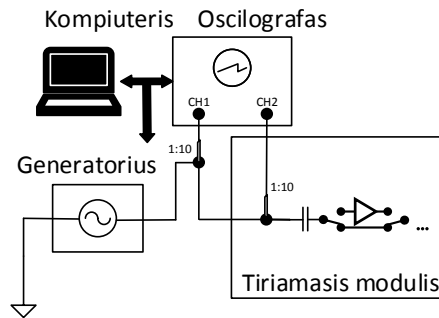 Kompiuteris
Oscilografas
CH1
CH2
1:10
Generatorius
1:10
...
Tiriamasis modulis